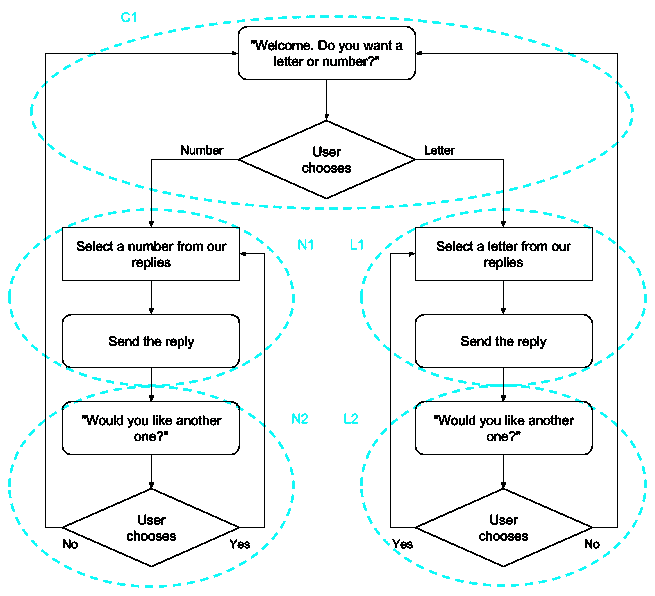 C1
"Welcome. Do you want a
letter or number?"
Number
User
chooses
Letter
Select a number from our
replies
N1
L1
Select a letter from our
replies
Send the reply
Send the reply
"Would you like another
one?"
N2
L2
"Would you like another
one?"
User
chooses
No
Yes
User
chooses
Yes
No